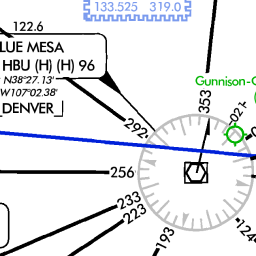 133.525 319.0
122.6
LUE MESA
HBU (H) (H) 96
N38°27.13'
W107°02.38'
DENVER
Gunnison-C
353
021
292
256
233
223
193
124